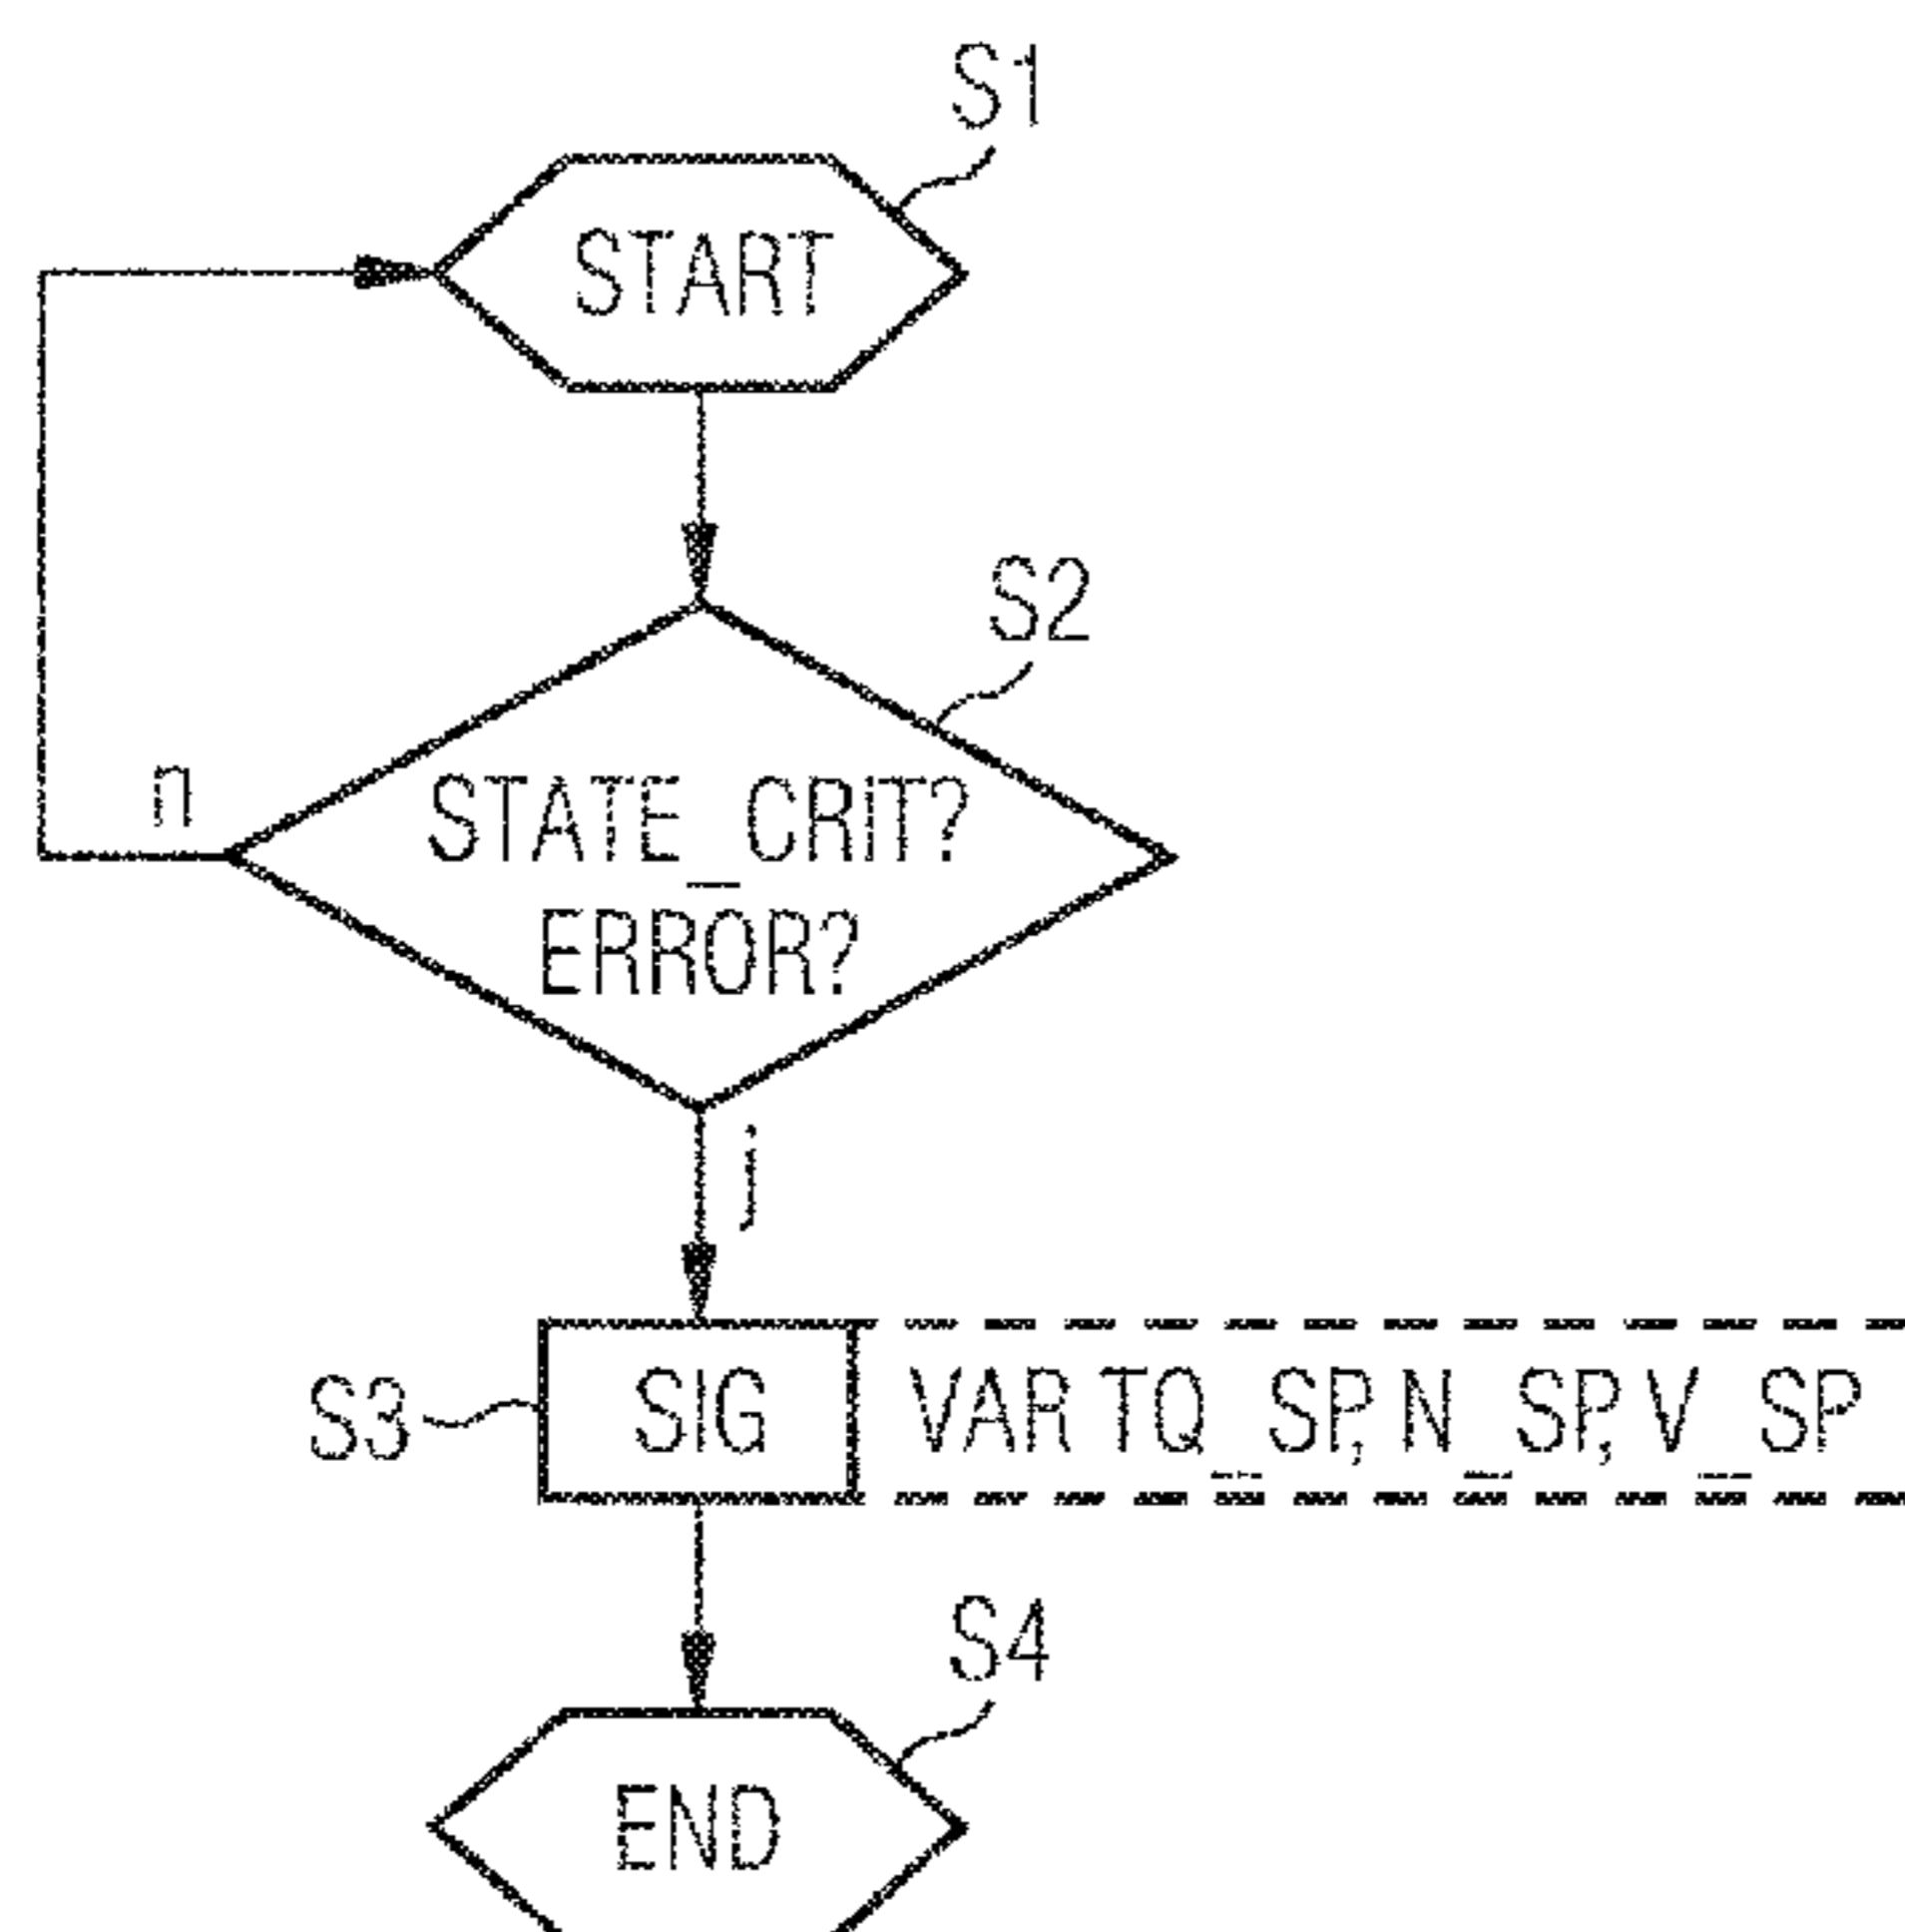 S1
START
S2
n
STATE_CRIT?
ERROR?
j
S3
SIG
VAR TQ_SP, N_SP, V_SP
S4
END